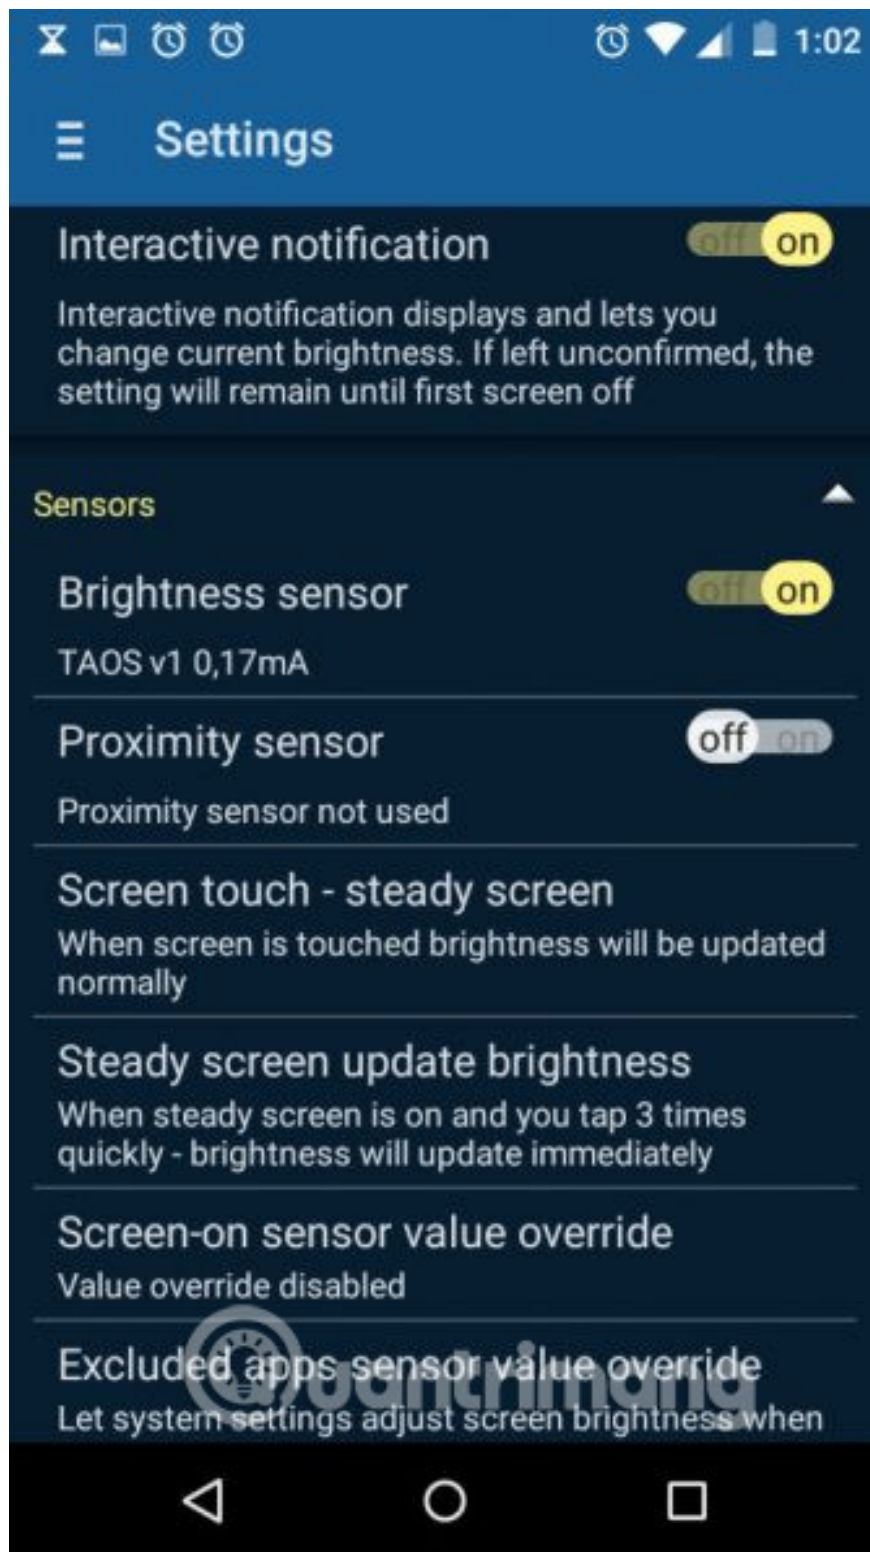 1:02
Settings
Interactive notification
off on
Interactive notification displays and lets you
change current brightness. If left unconfirmed, the
setting will remain until first screen off
Sensors
Brightness sensor
off on
TAOS v1 0,17mA
Proximity sensor
off on
Proximity sensor not used
Screen touch - steady screen
When screen is touched brightness will be updated
normally
Steady screen update brightness
When steady screen is on and you tap 3 times
quickly - brightness will update immediately
Screen-on sensor value override
Value override disabled
Excluded apps sensor value override
Quantrimang
Let system settings adjust screen brightness when